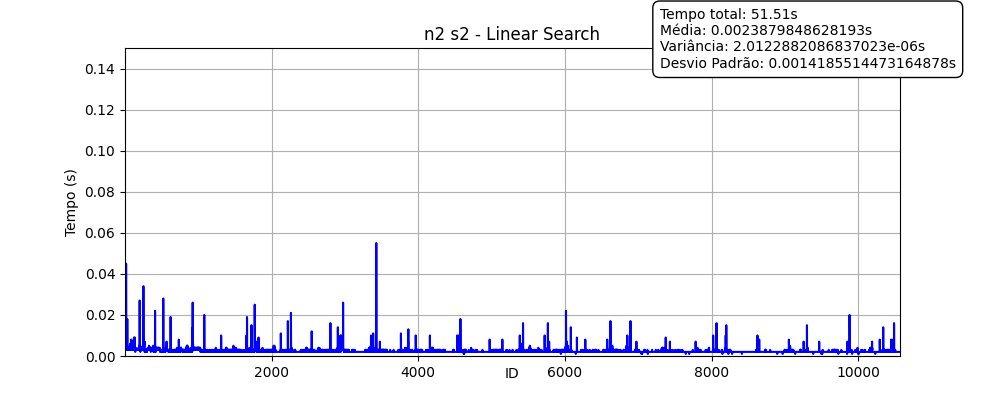 Tempo total: 51.51s
Média: 0.0023879848628193s
Variância: 2.0122882086837023e-06s
Desvio Padrão: 0.0014185514473164878s
n2 s2 - Linear Search
0.14
0.12
0.10
0.08
0.06
0.04
0.02
0.00
Tempo (s)
2000
4000
6000
8000
10000
ID